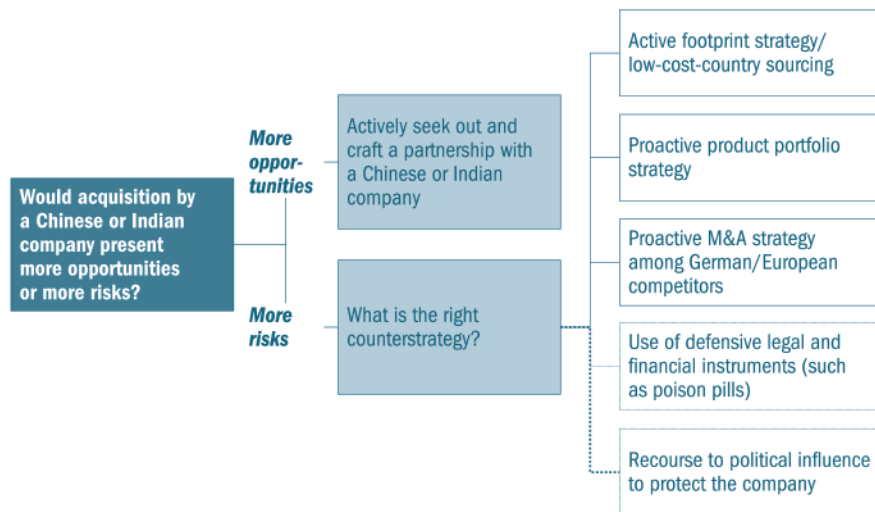 Would acquisition by
a Chinese or Indian
company present
more opportunities
or more risks?
More
oppor-
tunities
Actively seek out and
craft a partnership with
a Chinese or Indian
company
More
risks
What is the right
counterstrategy?
Active footprint strategy/
low-cost-country sourcing
Proactive product portfolio
strategy
Proactive M&A strategy
among German/European
competitors
Use of defensive legal and
financial instruments (such
as poison pills)
Recourse to political influence
to protect the company